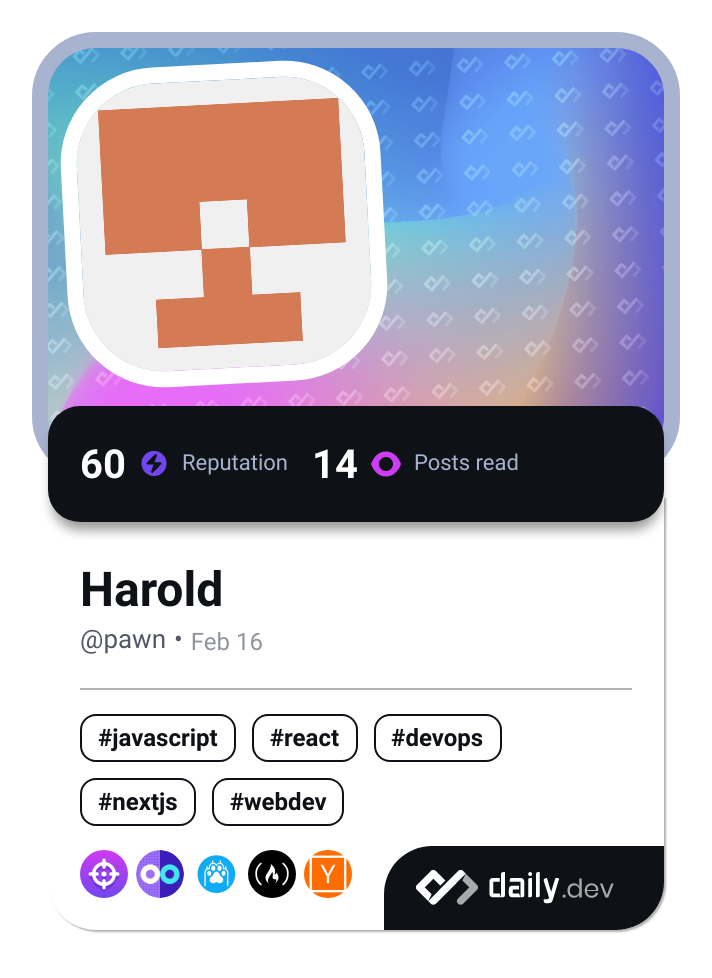 60 Reputation 14 Posts read
Harold
@pawn • Feb 16
#javascript #react #devops
#nextjs #webdev
Y
daily.dev